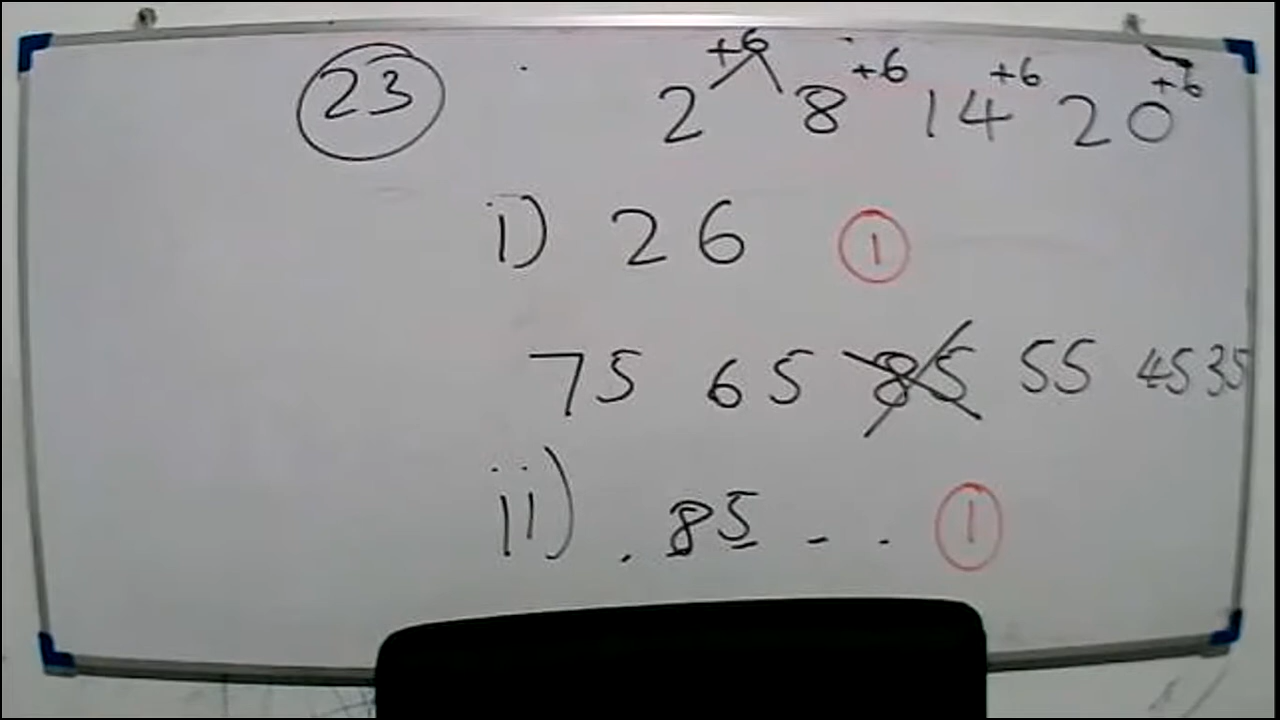 23
+6 +6 +6 +6
2 8 14 20
i) 26 1
75 65 85 55 45 35
ii) . 85 - . 1